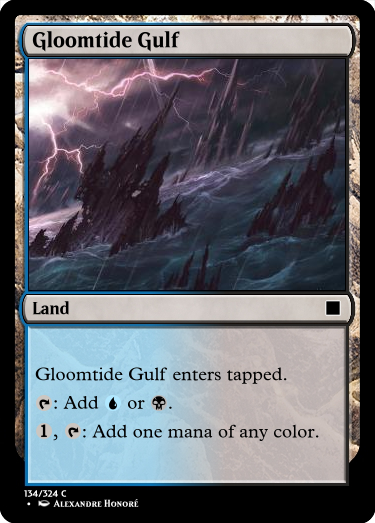 Gloomtide Gulf
Land
Gloomtide Gulf enters tapped.
: Add or .
1, : Add one mana of any color.
134/324 C
• Alexandre Honoré